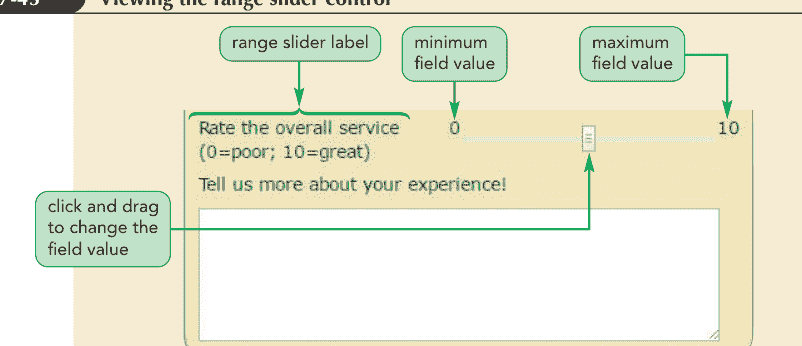 Viewing the range slider control
range slider label
minimum
field value
maximum
field value
Rate the overall service
(0=poor; 10=great)
0
10
Tell us more about your experience!
click and drag
to change the
field value